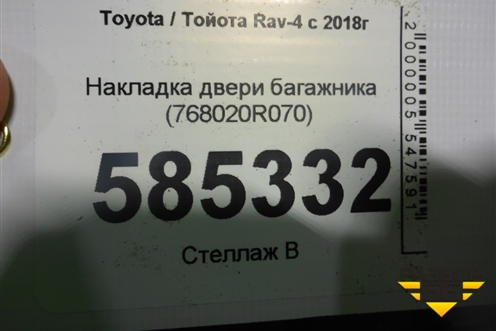 Toyota / Тойота Rav-4 с 2018г
Накладка двери багажника
(768020R070)
585332
Стеллаж В
2000005547591